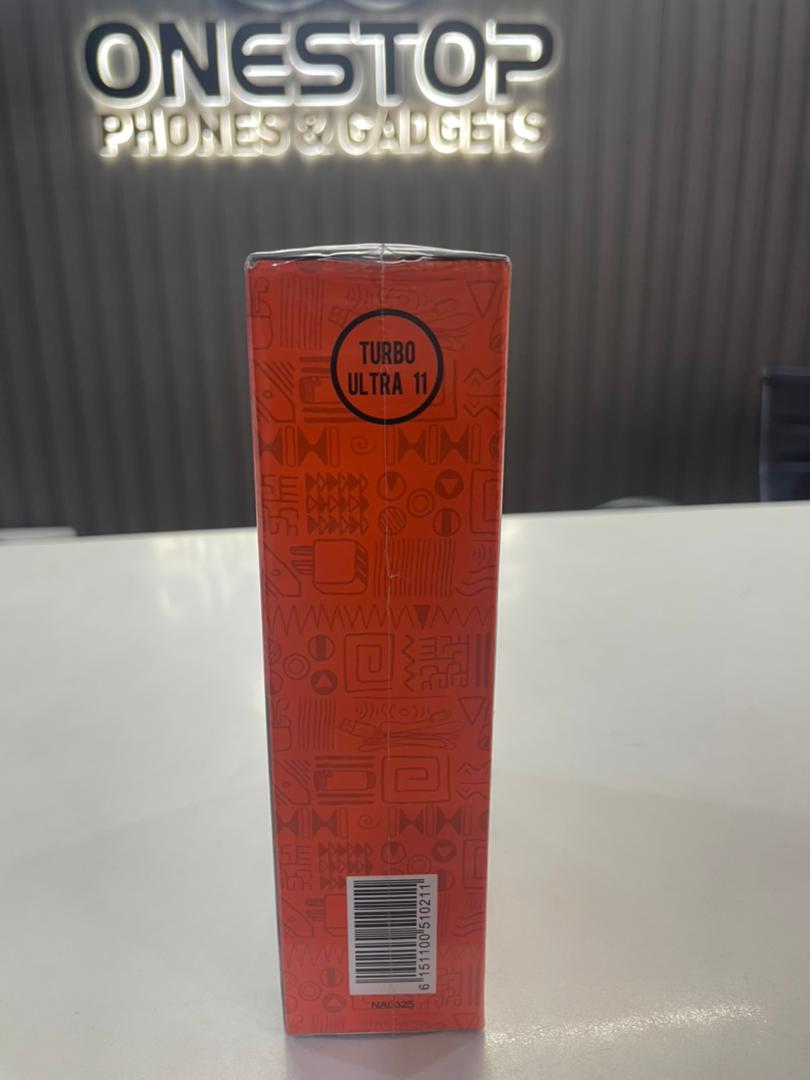 ONESTOP
PHONES & GADGETS
TURBO
ULTRA 11
6 151100 510211